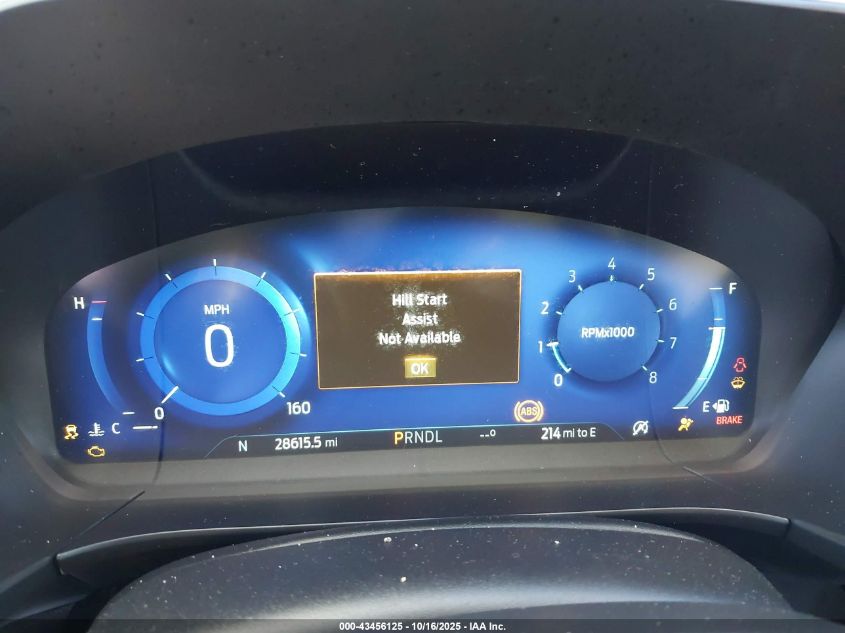 H
MPH
0
0
160
C
Hill Start
Assist
Not Available
OK
ABS
4
3
5
2
6
RPMx1000
1
7
0
8
F
E
BRAKE
N
28615.5 mi
PRNDL
--°
214 mi to E
000-43456125 - 10/16/2025 - IAA Inc.